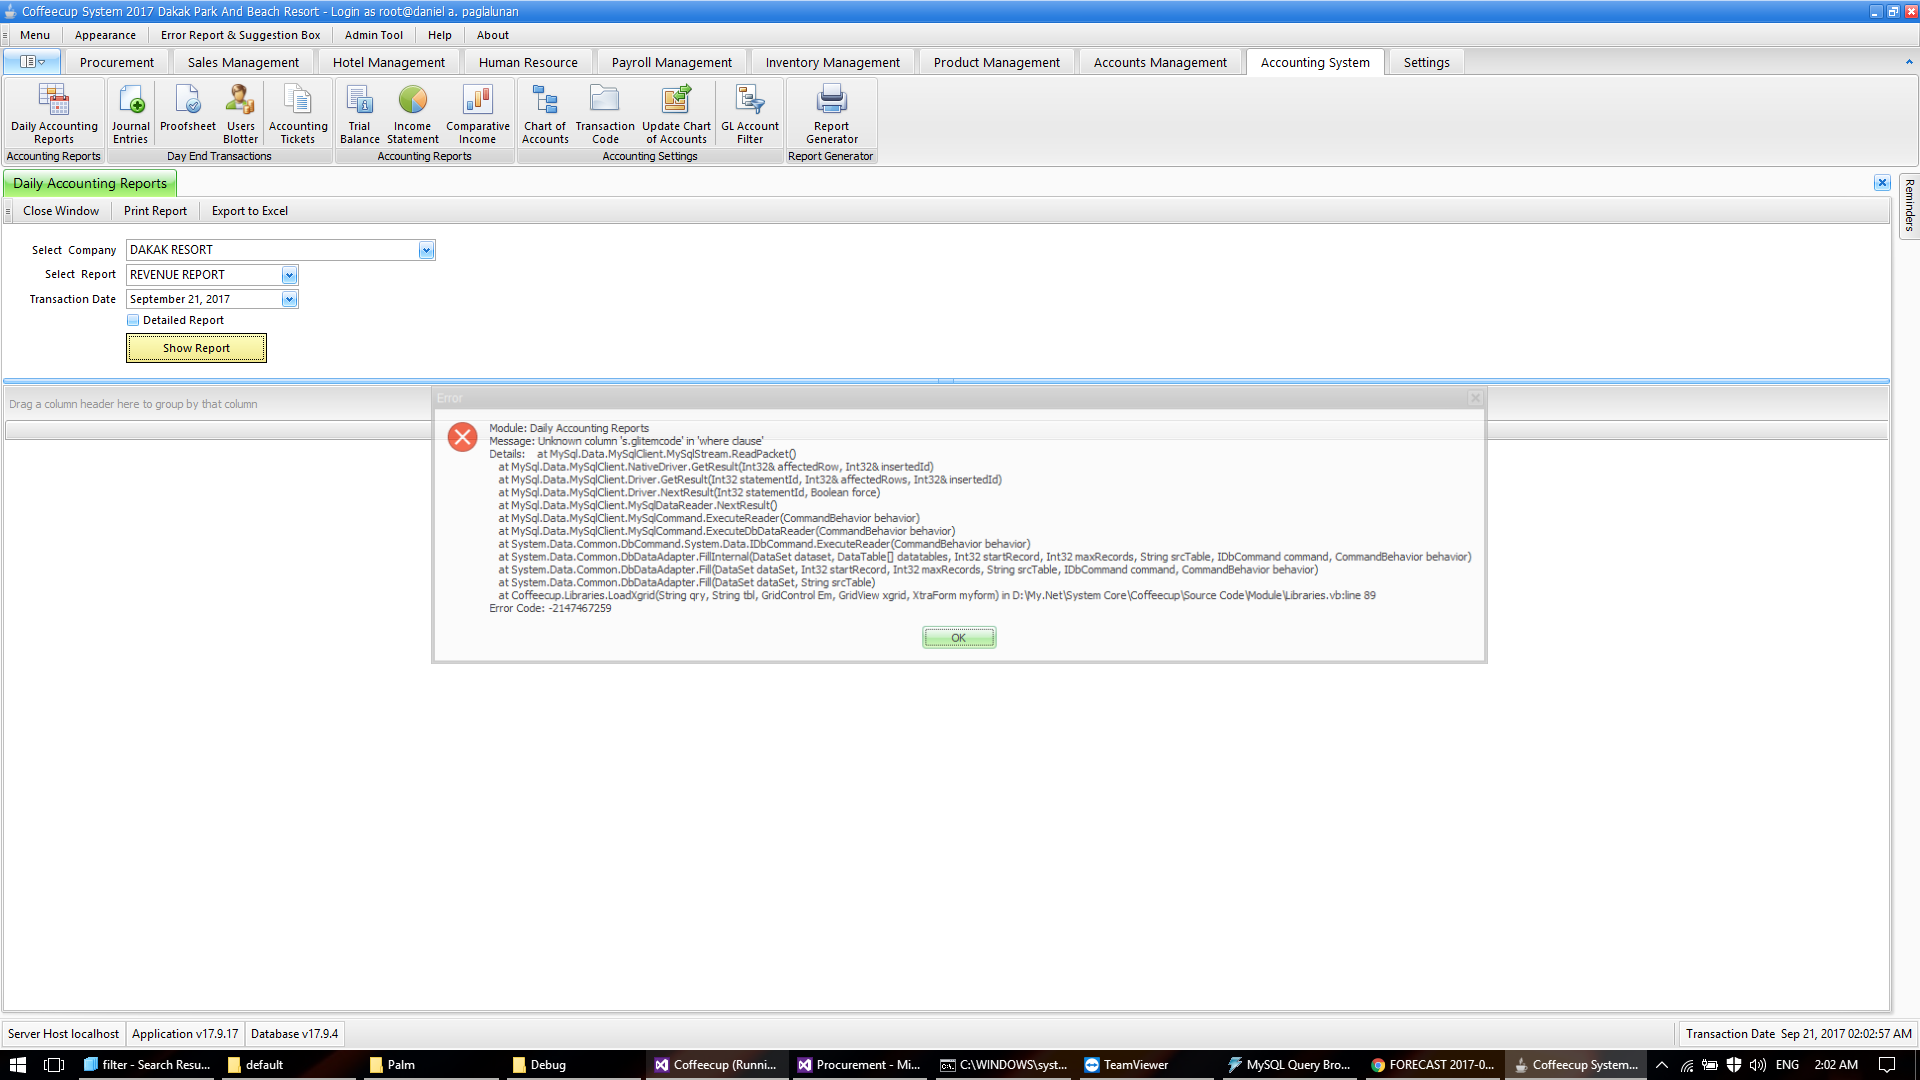 Coffeecup System 2017 Dakak Park And Beach Resort - Login as root@daniel a. paglalunan
Menu
Appearance
Error Report & Suggestion Box
Admin Tool
Help
About
Procurement
Sales Management
Hotel Management
Human Resource
Payroll Management
Inventory Management
Product Management
Accounts Management
Accounting System
Settings
Daily Accounting
Reports
Journal
Entries
Proofsheet
Users
Blotter
Accounting
Tickets
Trial
Balance
Income
Statement
Comparative
Income
Chart of
Accounts
Transaction
Code
Update Chart
of Accounts
GL Account
Filter
Report
Generator
Accounting Reports
Day End Transactions
Accounting Reports
Accounting Settings
Report Generator
Daily Accounting Reports
Reminders
Close Window
Print Report
Export to Excel
Select Company
DAKAK RESORT
Select Report
REVENUE REPORT
Transaction Date
September 21, 2017
Detailed Report
Show Report
Drag a column header here to group by that column
Error
Module: Daily Accounting Reports
Message: Unknown column 's.glitemcode' in 'where clause'
Details: at MySql.Data.MySqlClient.MySqlStream.ReadPacket()
at MySql.Data.MySqlClient.NativeDriver.GetResult(Int32& affectedRow, Int32& insertedId)
at MySql.Data.MySqlClient.Driver.GetResult(Int32 statementId, Int32& affectedRows, Int32& insertedId)
at MySql.Data.MySqlClient.Driver.NextResult(Int32 statementId, Boolean force)
at MySql.Data.MySqlClient.MySqlDataReader.NextResult()
at MySql.Data.MySqlClient.MySqlCommand.ExecuteReader(CommandBehavior behavior)
at MySql.Data.MySqlClient.MySqlCommand.ExecuteDbDataReader(CommandBehavior behavior)
at System.Data.Common.DbCommand.System.Data.IDbCommand.ExecuteReader(CommandBehavior behavior)
at System.Data.Common.DbDataAdapter.FillInternal(DataSet dataset, DataTable[] datatables, Int32 startRecord, Int32 maxRecords, String srcTable, IDbCommand command, CommandBehavior behavior)
at System.Data.Common.DbDataAdapter.Fill(DataSet dataSet, Int32 startRecord, Int32 maxRecords, String srcTable, IDbCommand command, CommandBehavior behavior)
at System.Data.Common.DbDataAdapter.Fill(DataSet dataSet, String srcTable)
at Coffeecup.Libraries.LoadXgrid(String qry, String tbl, GridControl Em, GridView xgrid, XtraForm myform) in D:\My.Net\System Core\Coffeecup\Source Code\Module\Libraries.vb:line 89
Error Code: -2147467259
OK
Server Host localhost
Application v17.9.17
Database v17.9.4
Transaction Date Sep 21, 2017 02:02:57 AM
filter - Search Resu...
default
Palm
Debug
Coffeecup (Runni...
Procurement - Mi...
C:\WINDOWS\syst...
TeamViewer
MySQL Query Bro...
FORECAST 2017-0...
Coffeecup System...
ENG
2:02 AM